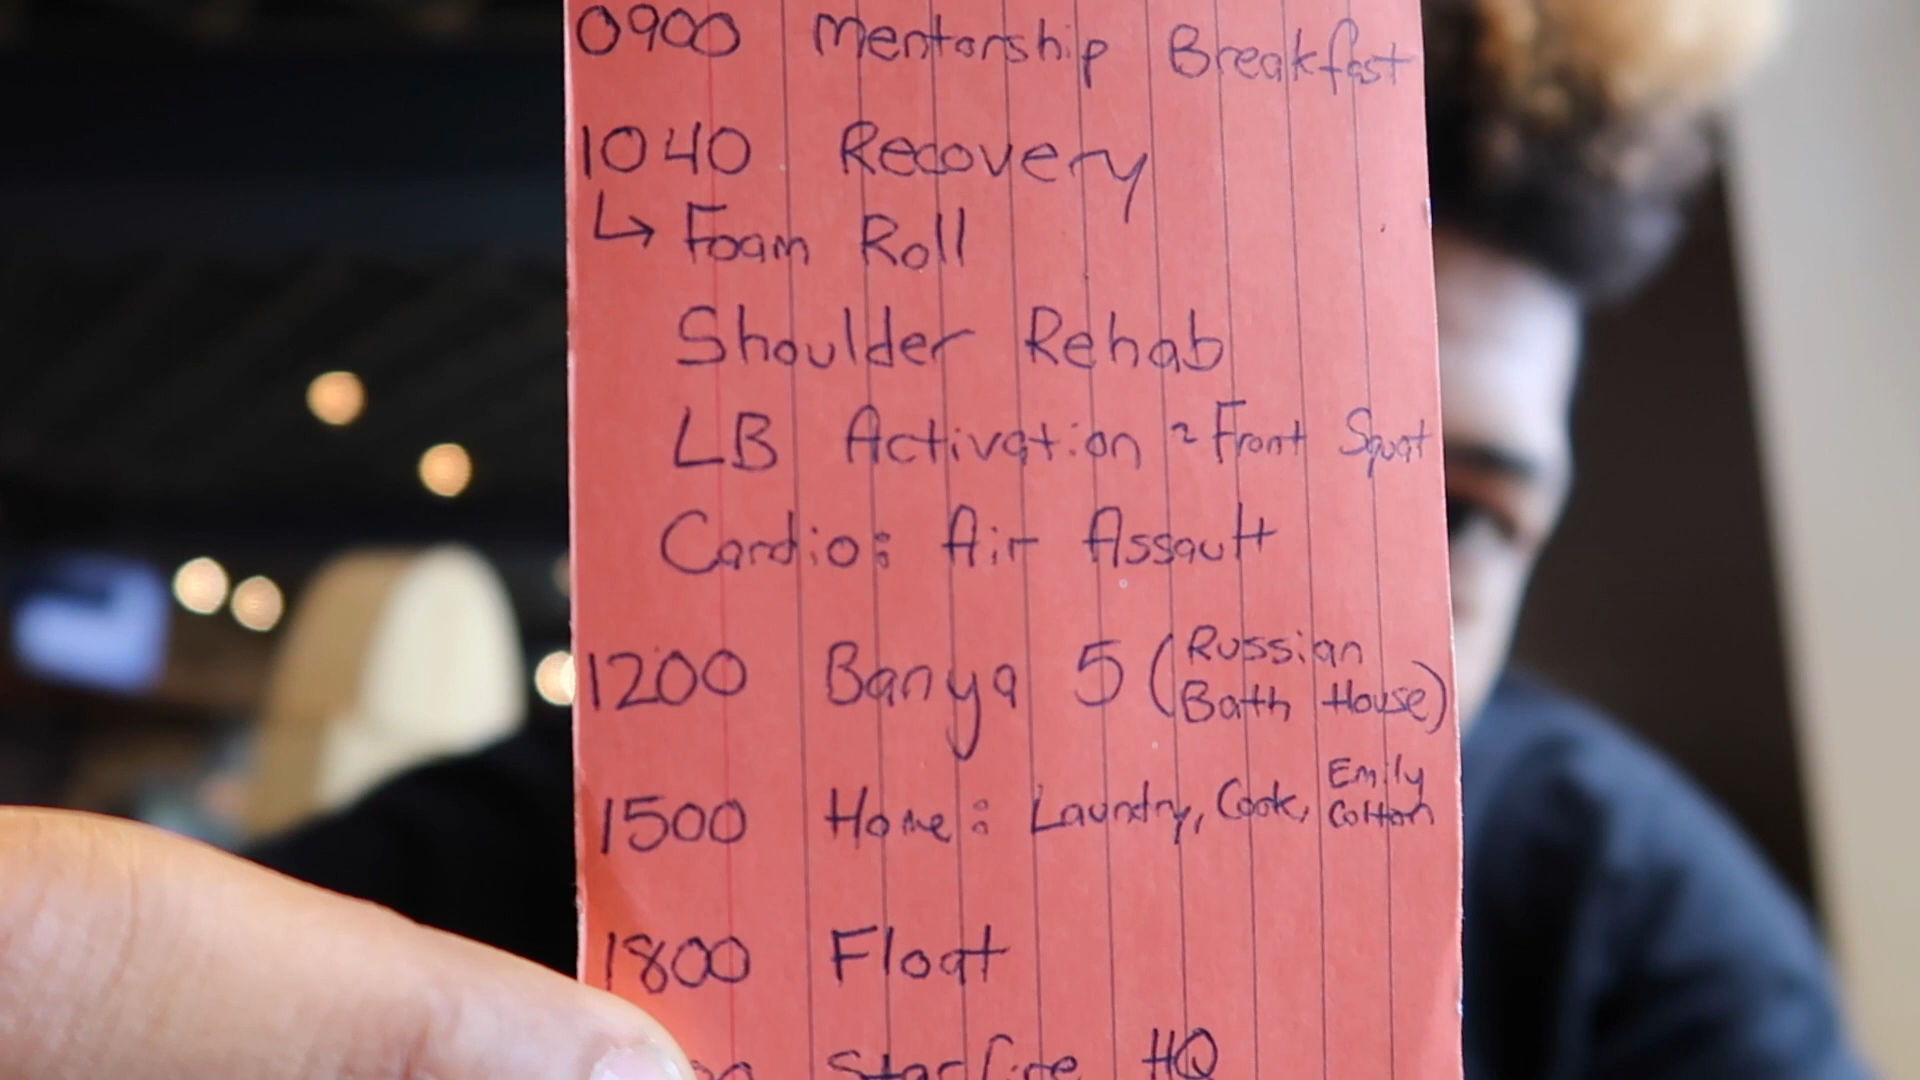 0900 Mentorship Breakfast
1040 Recovery
↳ Foam Roll
Shoulder Rehab
LB Activation ~ Front Squat
Cardio: Air Assault
1200 Banya 5 (Russian Bath House)
1500 Home: Laundry, Cook, Emily Cotton
1800 Float
HQ